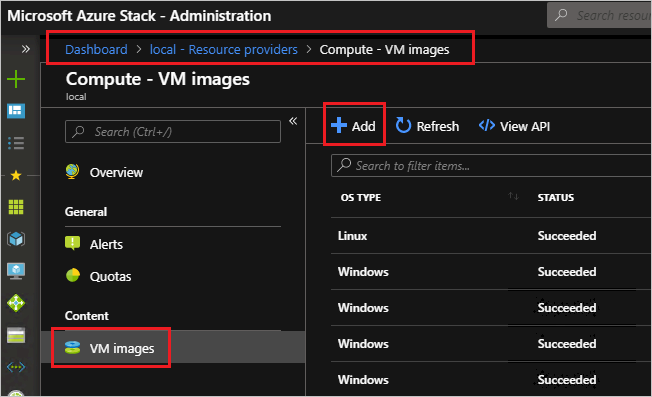 Microsoft Azure Stack - Administration
Search resour
Dashboard > local - Resource providers > Compute - VM images
Compute - VM images
local
Search (Ctrl+/)
Add
Refresh
View API
Overview
Search to filter items...
General
OS TYPE
STATUS
Alerts
Linux
Succeeded
Quotas
Windows
Succeeded
Content
Windows
Succeeded
VM images
Windows
Succeeded
Windows
Succeeded